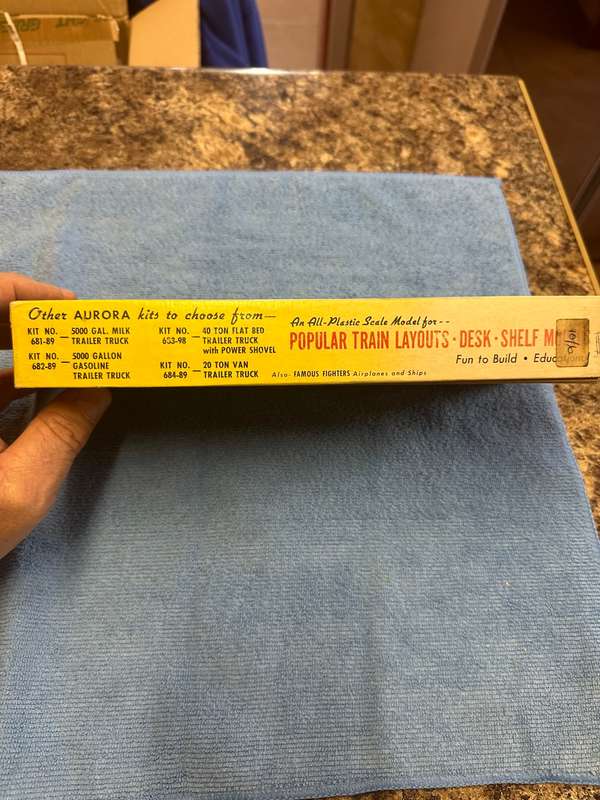 Other AURORA kits to choose from—
KIT NO. 681-89 — 5000 GAL. MILK
TRAILER TRUCK
KIT NO. 682-89 — 5000 GALLON
GASOLINE
TRAILER TRUCK
KIT NO. 683-98 — 40 TON FLAT BED
TRAILER TRUCK
with POWER SHOVEL
KIT NO. 684-89 — 20 TON VAN
TRAILER TRUCK
An All-Plastic Scale Model for--
POPULAR TRAIN LAYOUTS · DESK · SHELF
Fun to Build • Educational
Also- FAMOUS FIGHTERS Airplanes and Ships